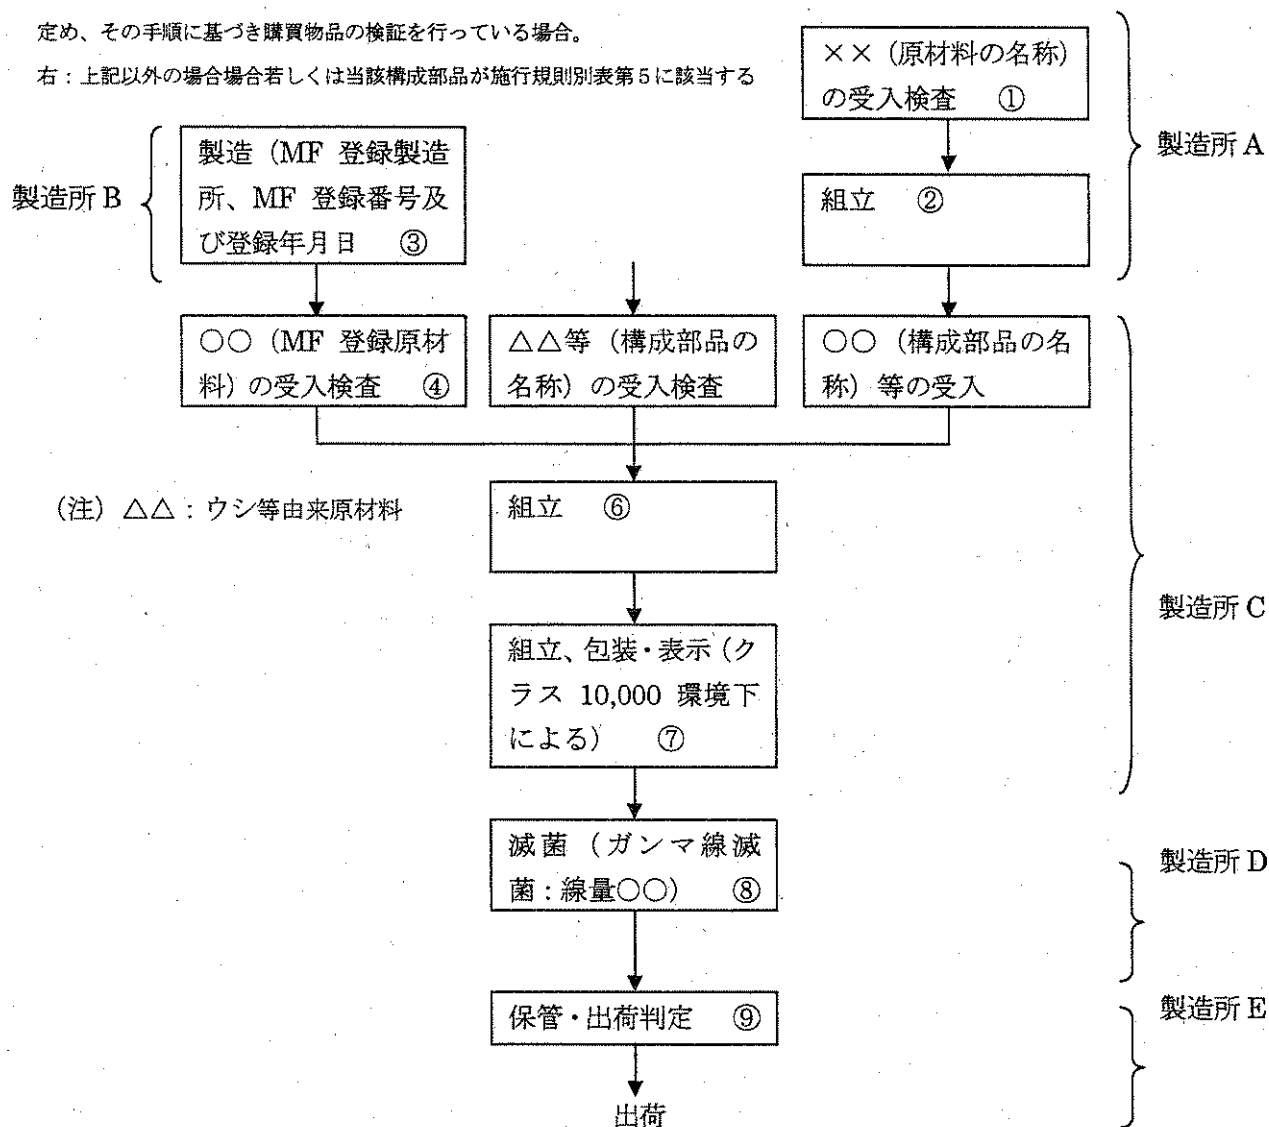 定め、その手順に基づき購買物品の検証を行っている場合。
右：上記以外の場合場合若しくは当該構成部品が施行規則別表第５に該当する
××（原材料の名称）
の受入検査　①
製造所 A
組立　②
製造所 B
製造（MF 登録製造
所、MF 登録番号及
び登録年月日　③
○○（MF 登録原材
料）の受入検査　④
△△等（構成部品の
名称）の受入検査
○○（構成部品の名
称）等の受入
（注）△△：ウシ等由来原材料
組立　⑥
製造所 C
組立、包装・表示（ク
ラス 10,000 環境下
による）　⑦
滅菌（ガンマ線滅
菌：線量○○）　⑧
製造所 D
保管・出荷判定　⑨
製造所 E
出荷